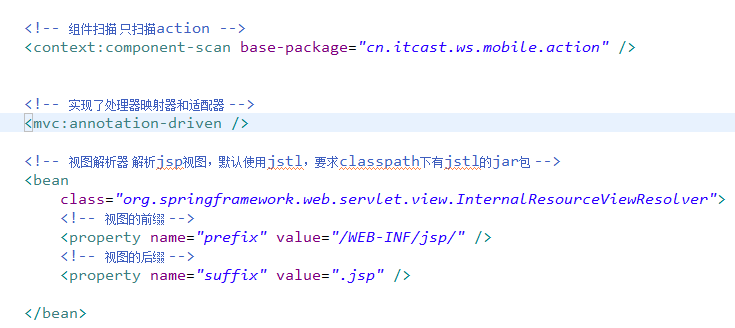 <!-- 组件扫描 只扫描action -->
<context:component-scan base-package="cn.itcast.ws.mobile.action" />
<!-- 实现了处理器映射器和适配器 -->
<mvc:annotation-driven />
<!-- 视图解析器 解析jsp视图，默认使用jstl，要求classpath下有jstl的jar包 -->
<bean
class="org.springframework.web.servlet.view.InternalResourceViewResolver">
<!-- 视图的前缀 -->
<property name="prefix" value="/WEB-INF/jsp/" />
<!-- 视图的后缀 -->
<property name="suffix" value=".jsp" />
</bean>